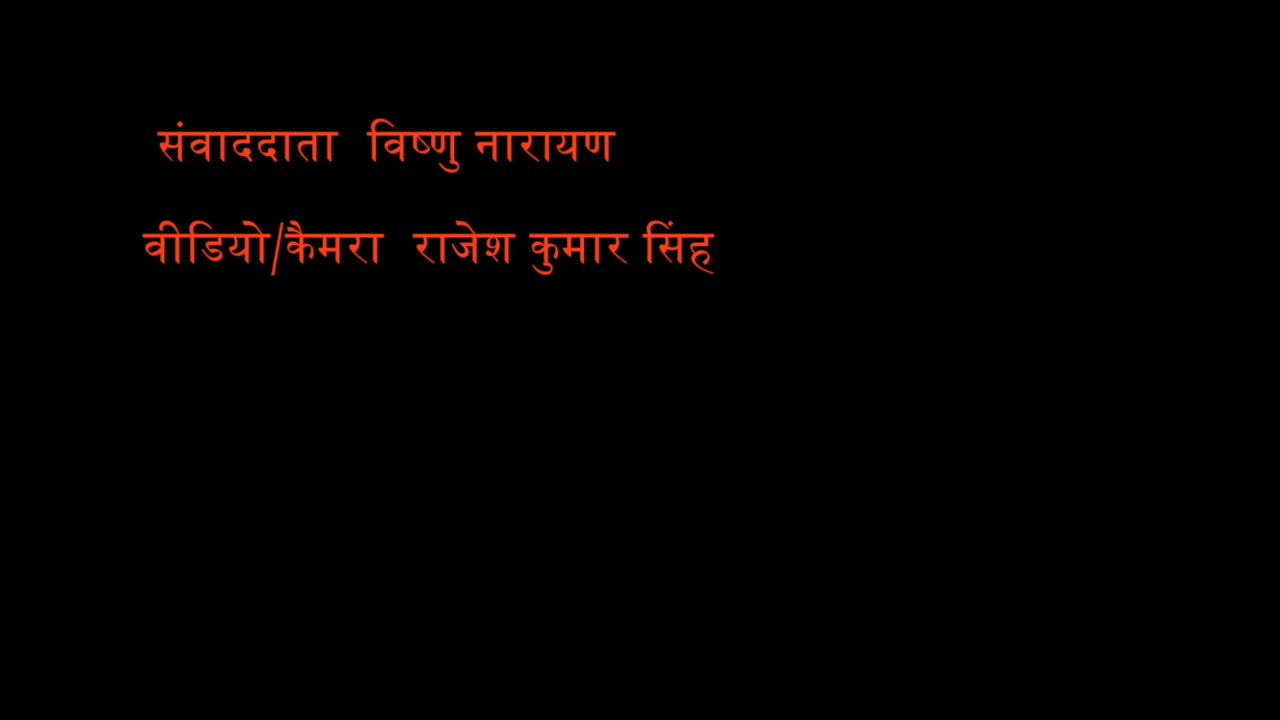 संवाददाता विष्णु नारायण
वीडियो/कैमरा राजेश कुमार सिंह